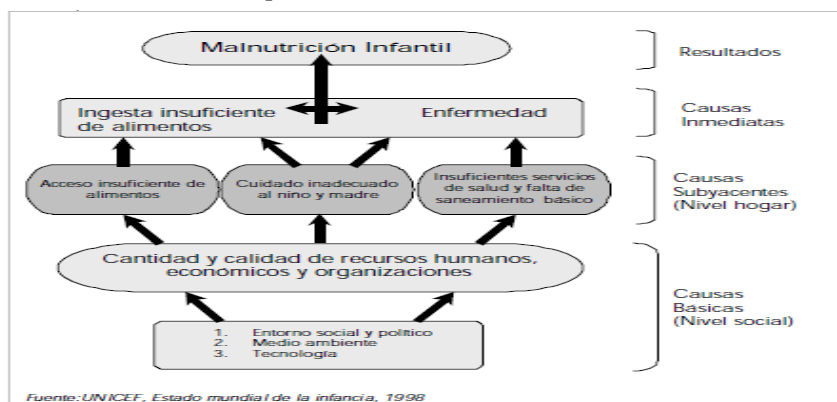 Malnutrición Infantil
Resultados
Ingesta insuficiente
de alimentos
Enfermedad
Causas
Inmediatas
Acceso insuficiente de
alimentos
Cuidado inadecuado
al niño y madre
Insuficientes servicios
de salud y falta de
saneamiento básico
Causas
Subyacentes
(Nivel hogar)
Cantidad y calidad de recursos humanos,
económicos y organizaciones
Causas
Básicas
(Nivel social)
1. Entorno social y político
2. Medio ambiente
3. Tecnología
Fuente:UNICEF, Estado mundial de la infancia, 1998